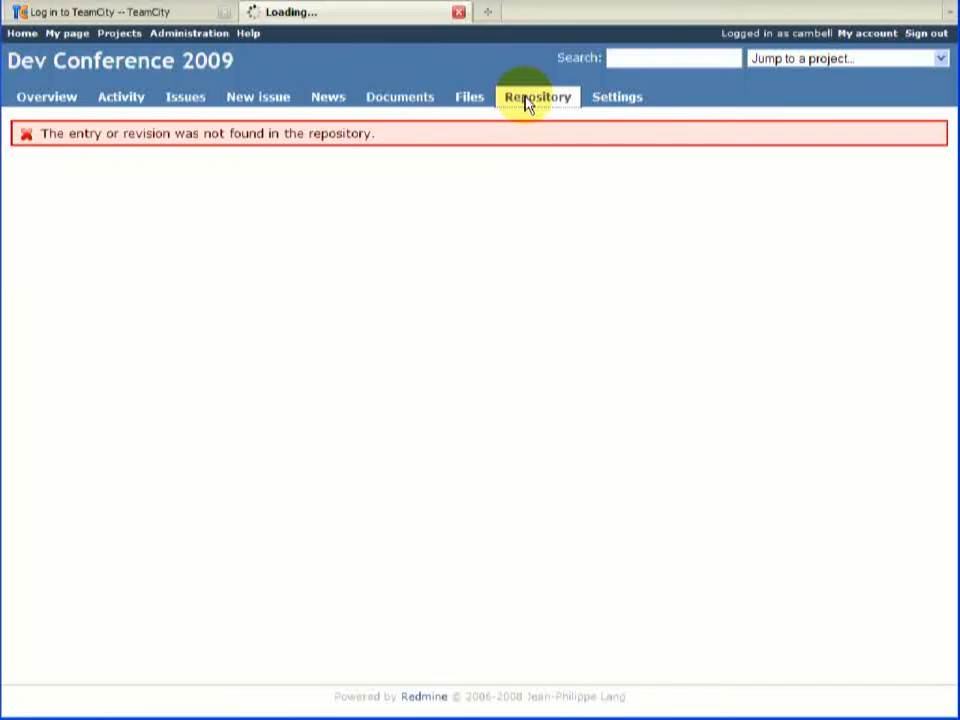 Log in to TeamCity -- TeamCity
Loading...
Home My page Projects Administration Help
Logged in as cambell My account Sign out
Dev Conference 2009
Search:
Jump to a project...
Overview Activity Issues New issue News Documents Files Repository Settings
The entry or revision was not found in the repository.
Powered by Redmine © 2006-2008 Jean-Philippe Lang